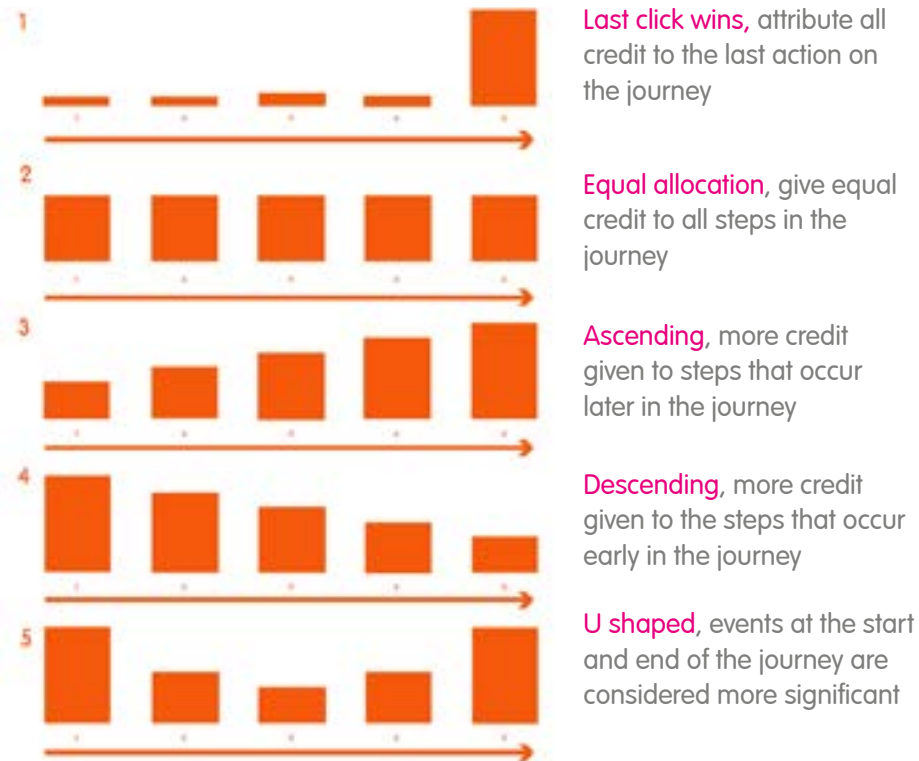 1
Last click wins, attribute all
credit to the last action on
the journey
2
Equal allocation, give equal
credit to all steps in the
journey
3
Ascending, more credit
given to steps that occur
later in the journey
4
Descending, more credit
given to the steps that occur
early in the journey
5
U shaped, events at the start
and end of the journey are
considered more significant